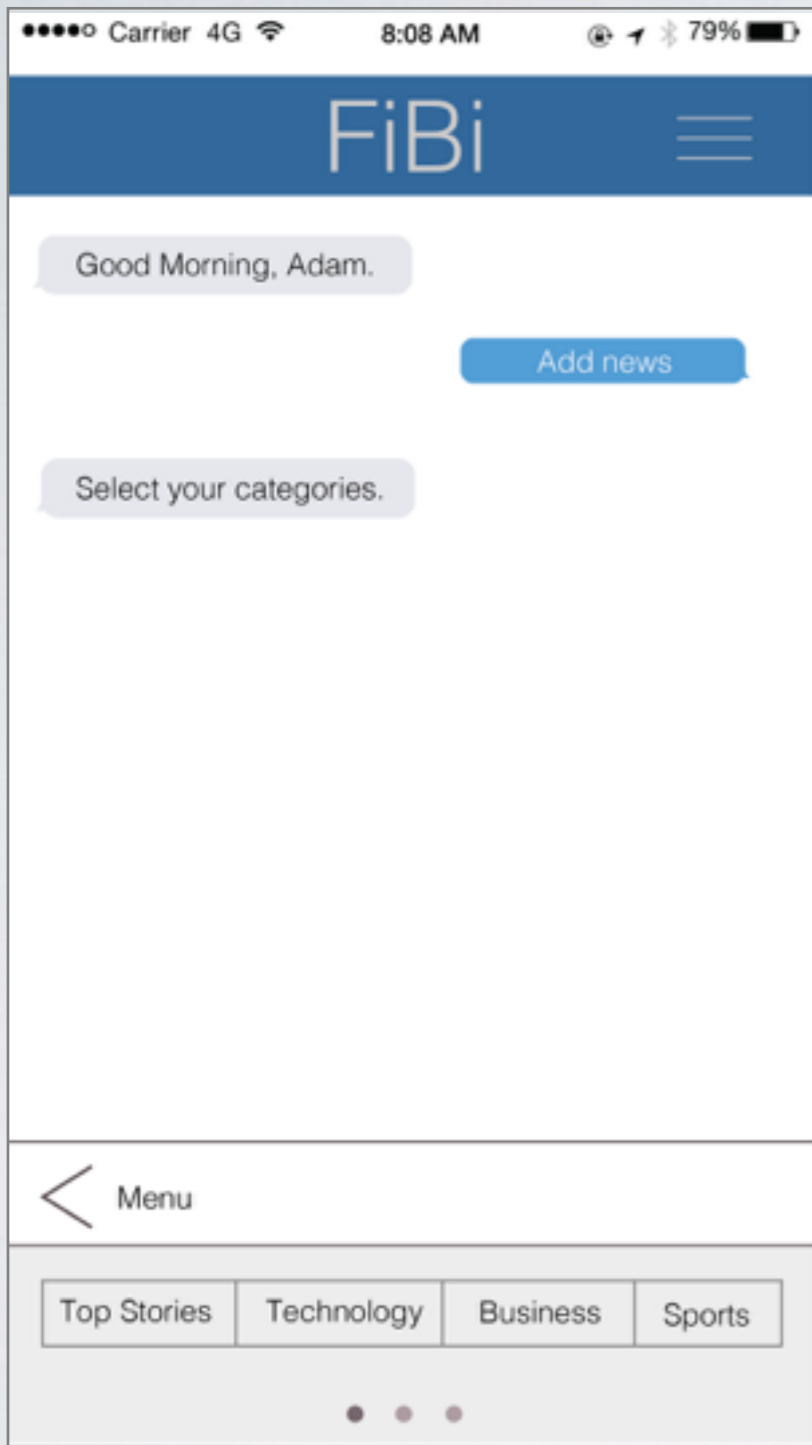 Carrier 4G 8:08 AM 79%
FiBi
Good Morning, Adam.
Add news
Select your categories.
Menu
Top Stories Technology Business Sports